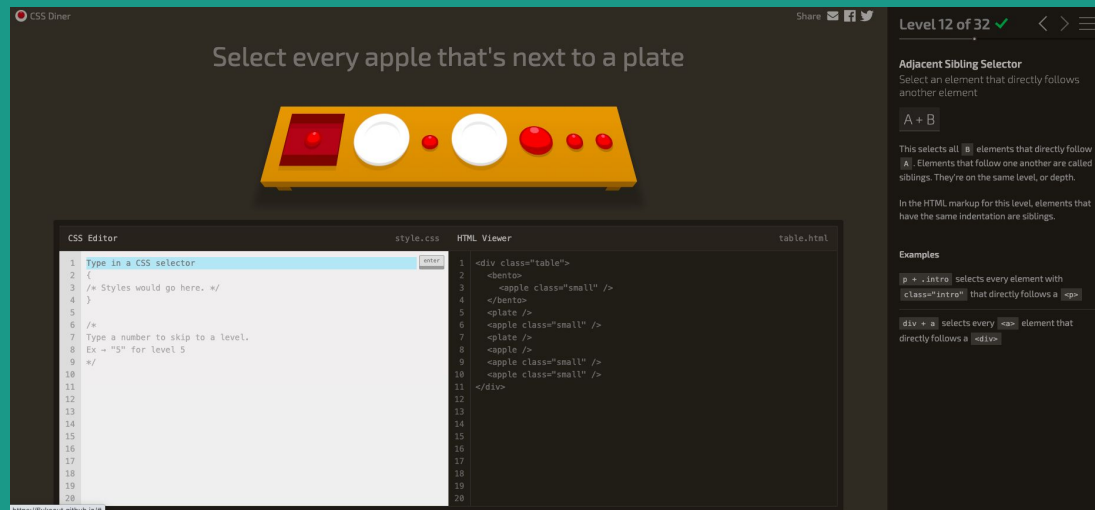 CSS Diner
Share
Select every apple that's next to a plate
CSS Editor style.css
1 Type in a CSS selector enter
2 {
3 /* Styles would go here. */
4 }
5
6 /*
7 Type a number to skip to a level.
8 Ex → "5" for level 5
9 */
10
11
12
13
14
15
16
17
18
19
20
HTML Viewer table.html
1 <div class="table">
2 <bento>
3 <apple class="small" />
4 </bento>
5 <plate />
6 <apple class="small" />
7 <plate />
8 <apple />
9 <apple class="small" />
10 <apple class="small" />
11 </div>
12
13
14
15
16
17
18
19
20
Level 12 of 32
Adjacent Sibling Selector
Select an element that directly follows
another element
A + B
This selects all B elements that directly follow
A . Elements that follow one another are called
siblings. They're on the same level, or depth.
In the HTML markup for this level, elements that
have the same indentation are siblings.
Examples
p + .intro selects every element with
class="intro" that directly follows a <p>
div + a selects every <a> element that
directly follows a <div>